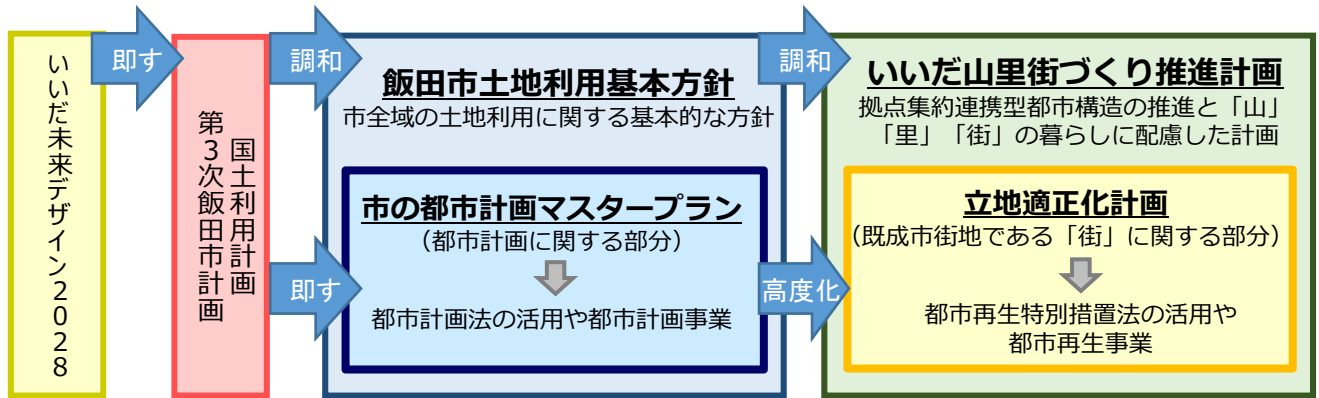 いいだ未来デザイン2028
即す
国土利用計画
第3次飯田市計画
調和
即す
飯田市土地利用基本方針
市全域の土地利用に関する基本的な方針
市の都市計画マスタープラン
（都市計画に関する部分）
都市計画法の活用や都市計画事業
調和
高度化
いいだ山里街づくり推進計画
拠点集約連携型都市構造の推進と「山」
「里」「街」の暮らしに配慮した計画
立地適正化計画
（既成市街地である「街」に関する部分）
都市再生特別措置法の活用や
都市再生事業